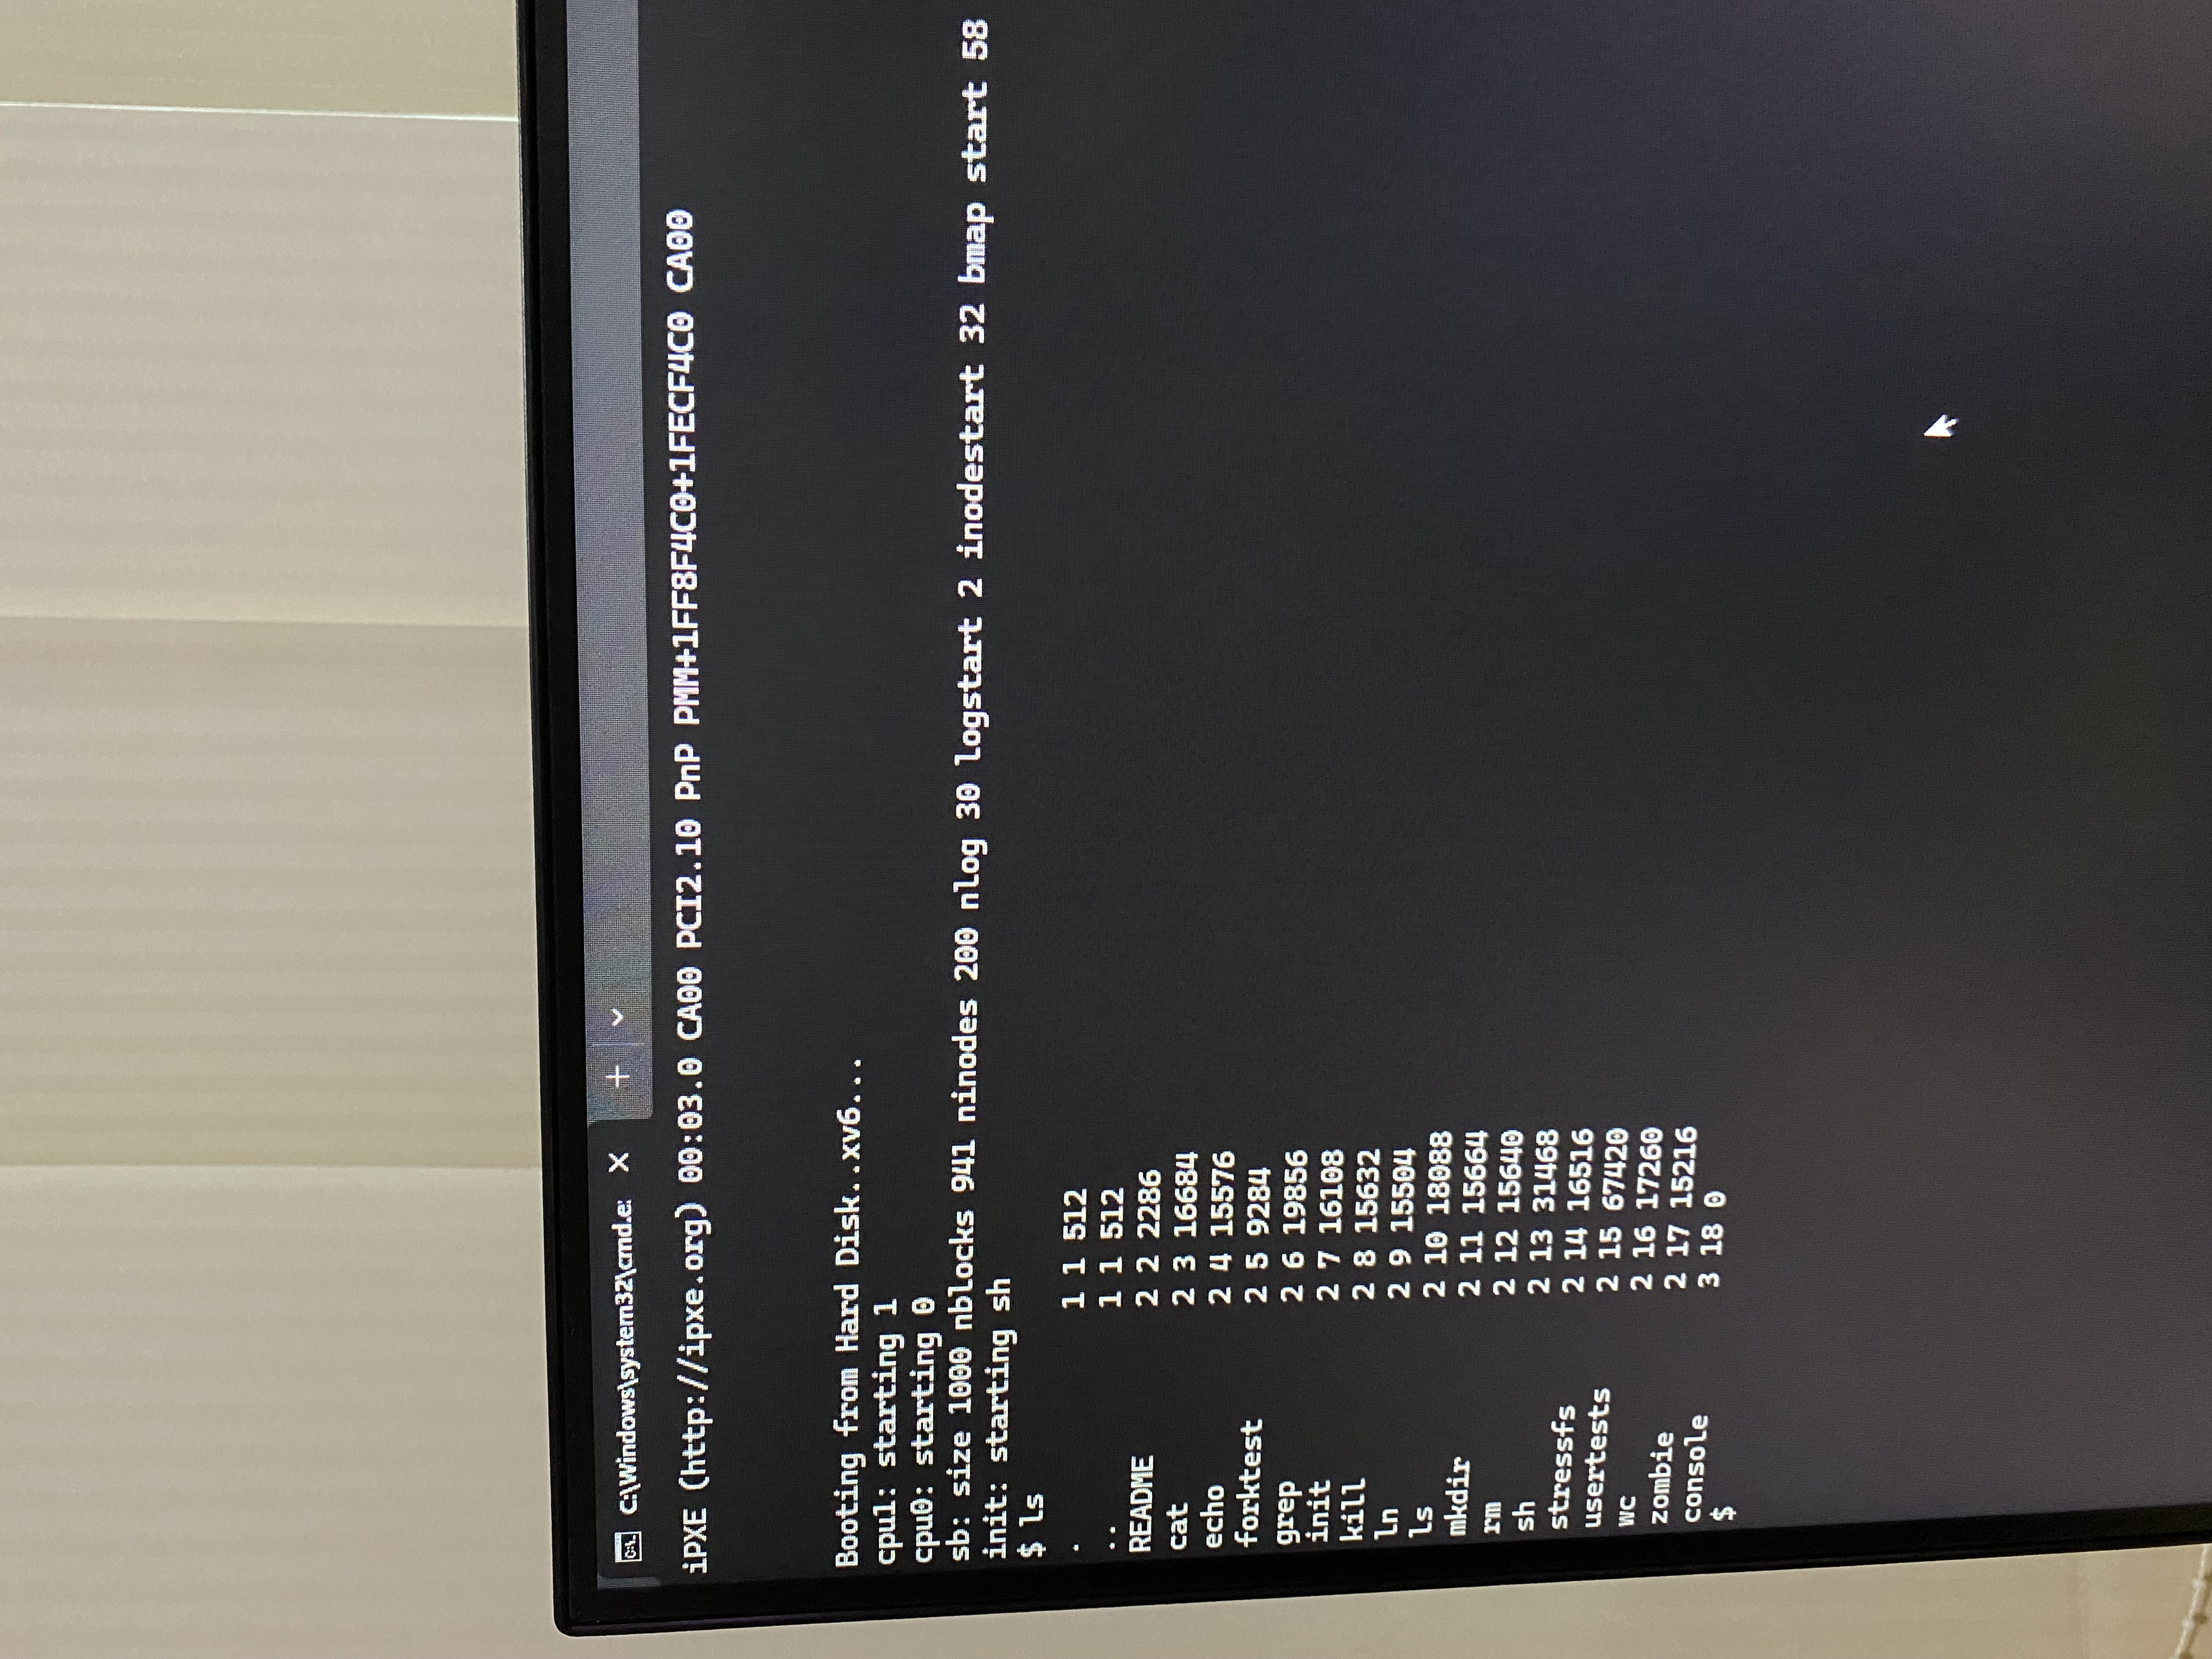 C:\Windows\system32\cmd.e:
iPXE (http://ipxe.org) 00:03.0 CA00 PCI2.10 PnP PMM+1FF8F4C0+1FECF4C0 CA00
Booting from Hard Disk..xv6...
cpu1: starting 1
cpu0: starting 0
sb: size 1000 nblocks 941 ninodes 200 nlog 30 logstart 2 inodestart 32 bmap start 58
init: starting sh
$ ls
. 1 1 512
.. 1 1 512
README 2 2 2286
cat 2 3 16684
echo 2 4 15576
forktest 2 5 9284
grep 2 6 19856
init 2 7 16108
kill 2 8 15632
ln 2 9 15504
ls 2 10 18088
mkdir 2 11 15664
rm 2 12 15640
sh 2 13 31468
stressfs 2 14 16516
usertests 2 15 67420
wc 2 16 17260
zombie 2 17 15216
console 3 18 0
$